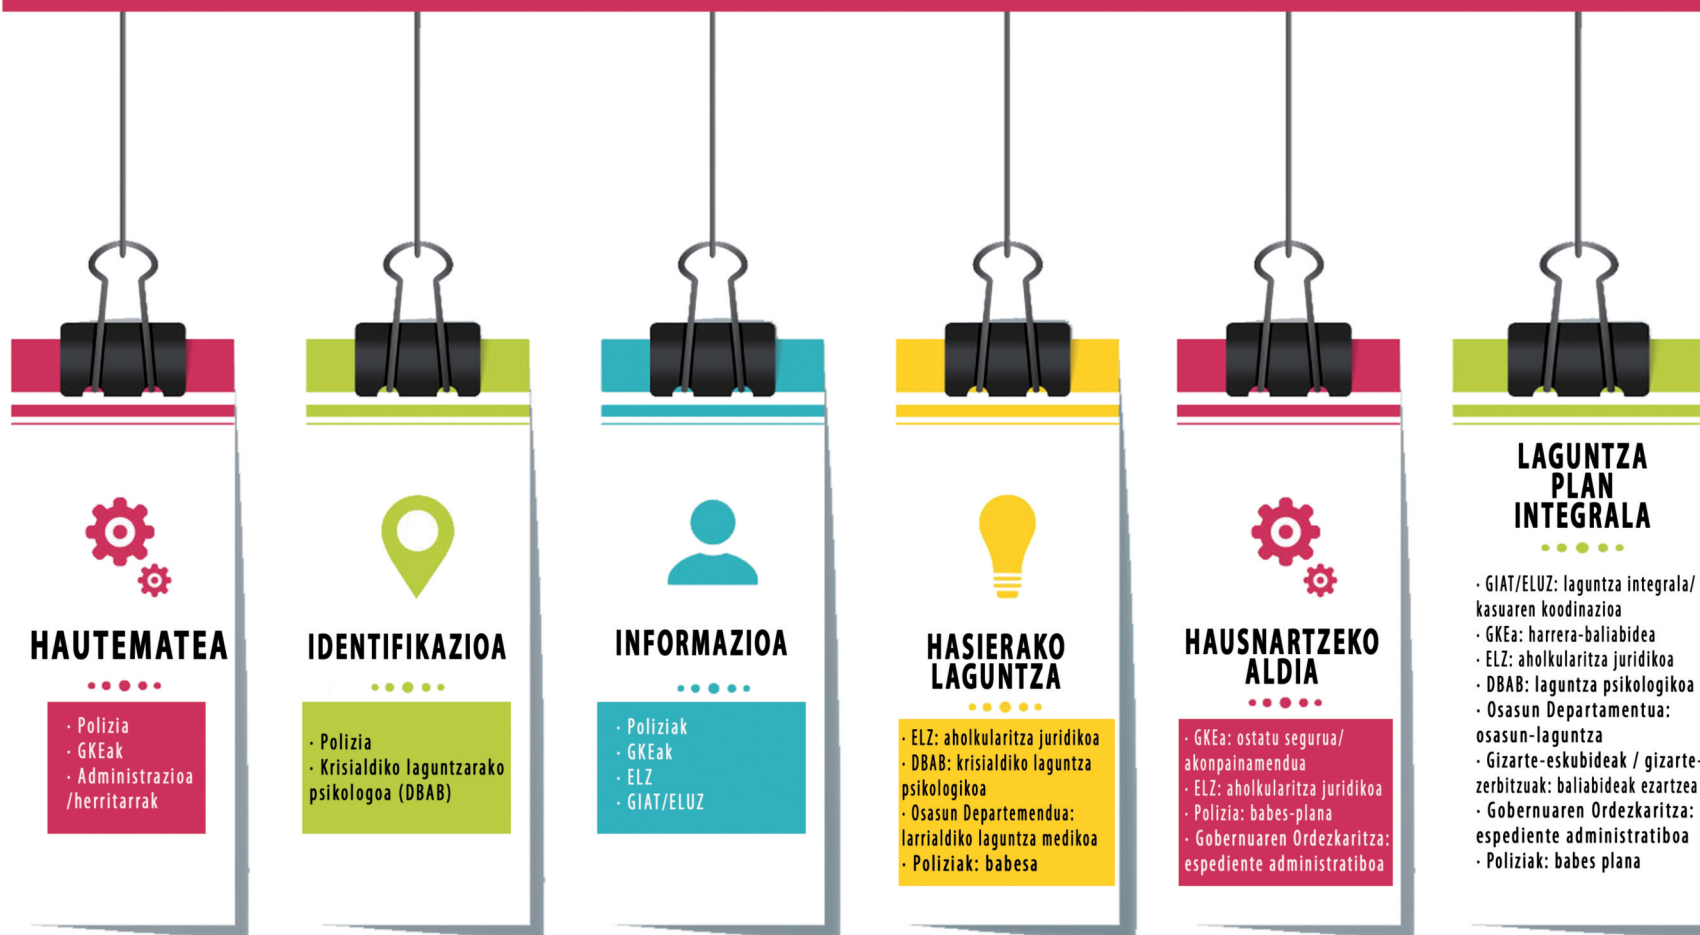 HAUTEMATEA
· Polizia
· GKEak
· Administrazioa
/herritarrak
IDENTIFIKAZIOA
· Polizia
· Krisialdiko laguntzarako
psikologoa (DBAB)
INFORMAZIOA
· Poliziak
· GKEak
· ELZ
· GIAT/ELUZ
HASIERAKO
LAGUNTZA
· ELZ: aholkularitza juridikoa
· DBAB: krisialdiko laguntza
psikologikoa
· Osasun Departemendua:
larrialdiko laguntza medikoa
· Poliziak: babesa
HAUSNARTZEKO
ALDIA
· GKEa: ostatu segurua/
akonpainamendua
· ELZ: aholkularitza juridikoa
· Polizia: babes-plana
· Gobernuaren Ordezkaritza:
espediente administratiboa
LAGUNTZA
PLAN
INTEGRALA
· GIAT/ELUZ: laguntza integrala/
kasuaren koodinazioa
· GKEa: harrera-baliabidea
· ELZ: aholkularitza juridikoa
· DBAB: laguntza psikologikoa
· Osasun Departamentua:
osasun-laguntza
· Gizarte-eskubideak / gizarte-
zerbitzuak: baliabideak ezartzea
· Gobernuaren Ordezkaritza:
espediente administratiboa
· Poliziak: babes plana